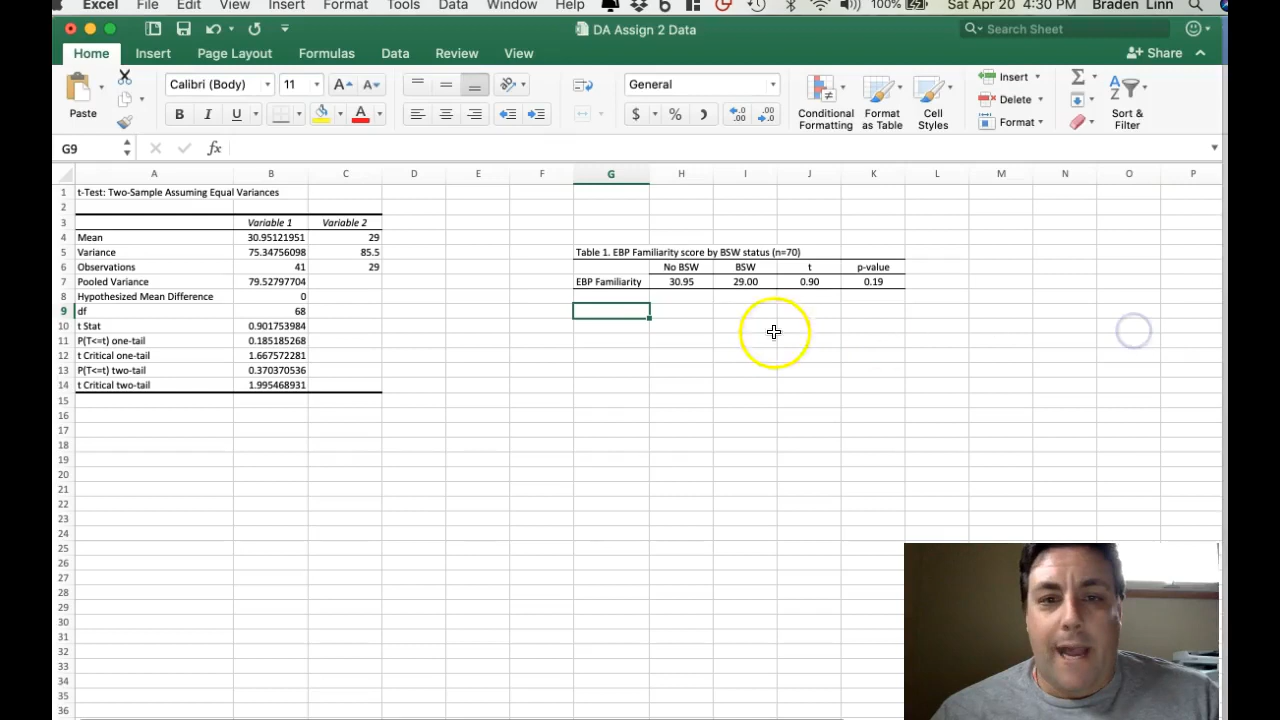 Excel File Edit View Insert Format Tools Data Window Help 100% Sat Apr 20 4:30 PM Braden Linn
DA Assign 2 Data
Search Sheet
Home Insert Page Layout Formulas Data Review View Share
Paste
Calibri (Body) 11
B I U A
General
$ %
Conditional Formatting
Format as Table
Cell Styles
Insert
Delete
Format
Sort & Filter
G9 fx
A B C D E F G H I J K L M N O P
1 t-Test: Two-Sample Assuming Equal Variances
2
3 Variable 1 Variable 2
4 Mean 30.95121951 29
5 Variance 75.34756098 85.5 Table 1. EBP Familiarity score by BSW status (n=70)
6 Observations 41 29 No BSW BSW t p-value
7 Pooled Variance 79.52797704 EBP Familiarity 30.95 29.00 0.90 0.19
8 Hypothesized Mean Difference 0
9 df 68
10 t Stat 0.901753984
11 P(T<=t) one-tail 0.185185268
12 t Critical one-tail 1.667572281
13 P(T<=t) two-tail 0.370370536
14 t Critical two-tail 1.995468931
15
16
17
18
19
20
21
22
23
24
25
26
27
28
29
30
31
32
33
34
35
36